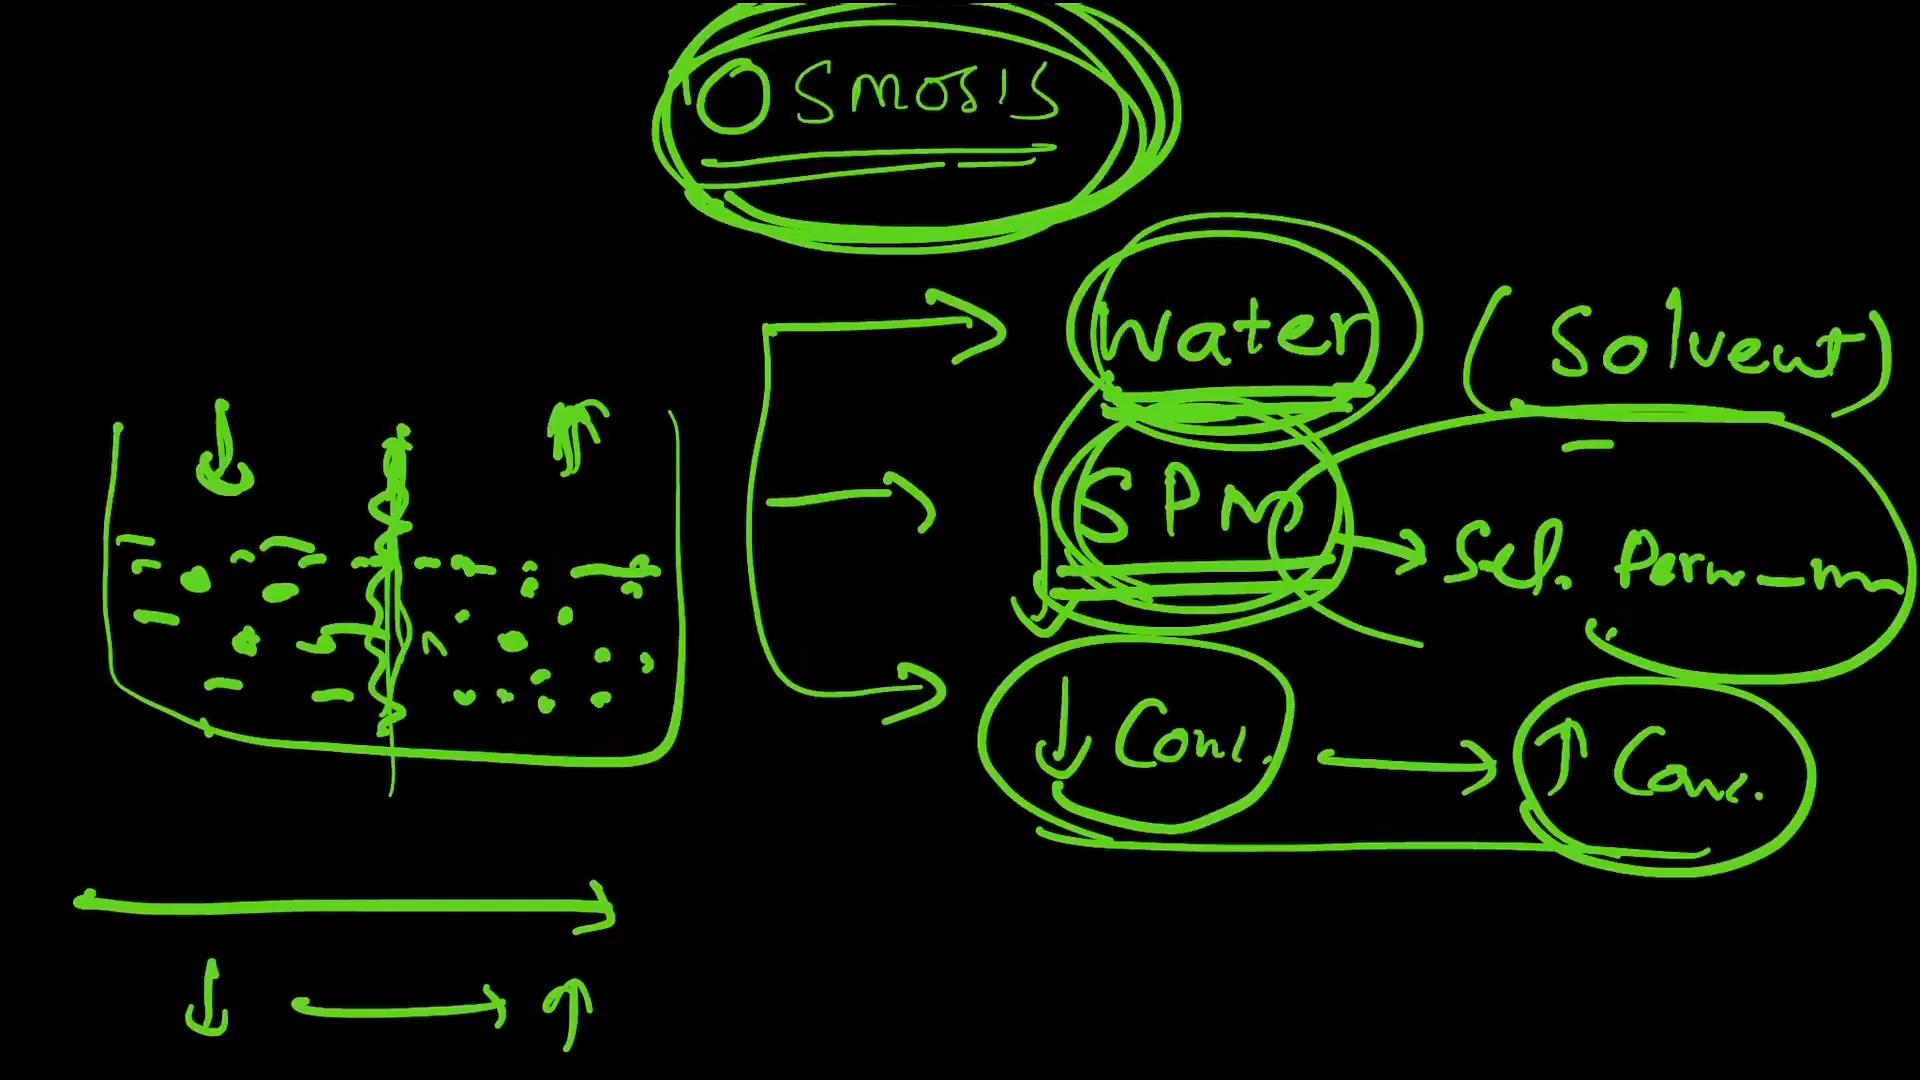 Osmosis
Water (Solvent)
SPM → Sel. Perm
↓ Conc. → ↑ Conc.
↓ → ↑